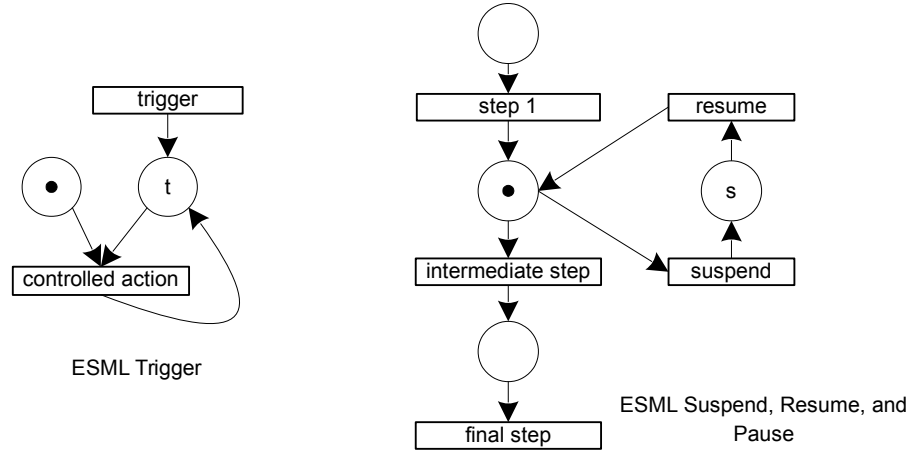 trigger
t
controlled action
ESML Trigger
step 1
resume
s
intermediate step
suspend
final step
ESML Suspend, Resume, and
Pause